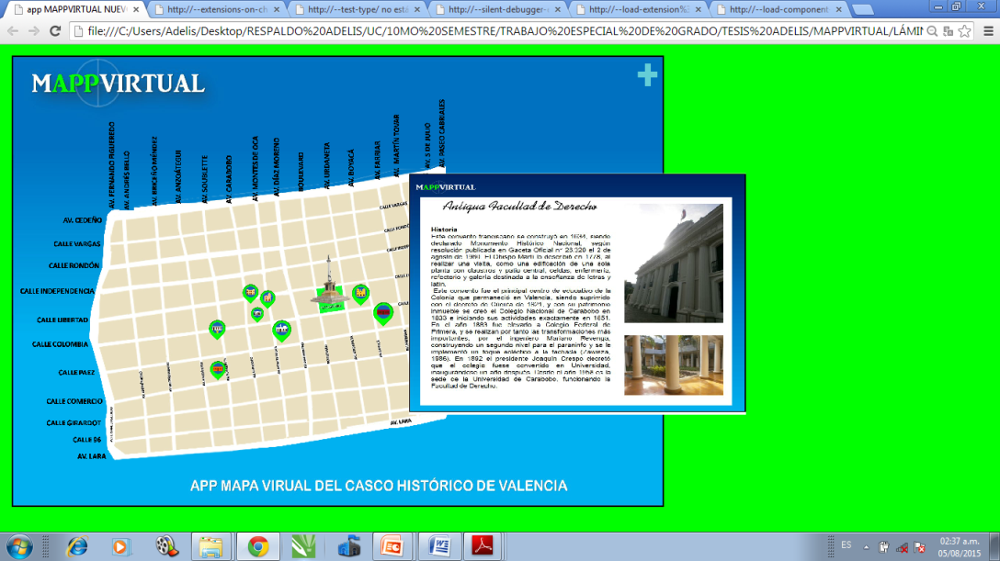 app MAPPVIRTUAL NUEV
http://--extensions-on-ch
http://--test-type/ no está
http://--silent-debugger-
http://--load-extension%
http://--load-component
file:///C:/Users/Adelis/Desktop/RESPALDO%20ADELIS/UC/10MO%20SEMESTRE/TRABAJO%20ESPECIAL%20DE%20GRADO/TESIS%20ADELIS/MAPPVIRTUAL/LÁMIN
MAPPVIRTUAL
AV. FERNANDO FIGUEREDO
AV. ANDRÉS BELLO
AV. BRICEÑO MÉNDEZ
AV. ANZOÁTEGUI
AV. SOUBLETTE
AV. CARABOBO
AV. MONTES DE OCA
AV. DÍAZ MORENO
BOULEVARD
AV. URDANETA
AV. BOYACÁ
AV. FARRIAR
AV. MARTÍN TOVAR
AV. 5 DE JULIO
AV. PASEO CABRIALES
AV. CEDEÑO
CALLE VARGAS
CALLE RONDÓN
CALLE INDEPENDENCIA
CALLE LIBERTAD
CALLE COLOMBIA
CALLE PAEZ
CALLE COMERCIO
CALLE GIRARDOT
CALLE 96
AV. LARA
CALLE VARGAS
AV. LARA
MAPPVIRTUAL
Antigua Facultad de Derecho
Historia
Este convento franciscano se construyó en 1634, siendo
declarado Monumento Histórico Nacional, según
resolución publicada en Gaceta Oficial nº 26.320 el 2 de
agosto de 1960. El Obispo Martí lo describió en 1778, al
realizar una visita, como una edificación de una sola
planta con claustros y patio central, celdas, enfermería,
refectorio y galería destinada a la enseñanza de letras y
latín.
Este convento fue el principal centro de educativo de la
Colonia que permaneció en Valencia, siendo suprimido
con el decreto de Cúcuta de 1821, y con su patrimonio
inmueble se creó el Colegio Nacional de Carabobo en
1833 e iniciando sus actividades exactamente en 1851.
En el año 1883 fue elevado a Colegio Federal de
Primera, y se realizan por tanto las transformaciones más
importantes, por el ingeniero Mariano Revenga,
construyendo un segundo nivel para el paraninfo y se le
implementó un toque ecléctico a la fachada
1986). En 1892 el presidente Joaquín Crespo decretó
que el colegio fuese convertido en Universidad,
inaugurándose un año después. Desde el año 1958 es la
sede de la Universidad de Carabobo, funcionando la
Facultad de Derecho.
APP MAPA VIRUAL DEL CASCO HISTÓRICO DE VALENCIA
ES
02:37 a.m.
05/08/2015